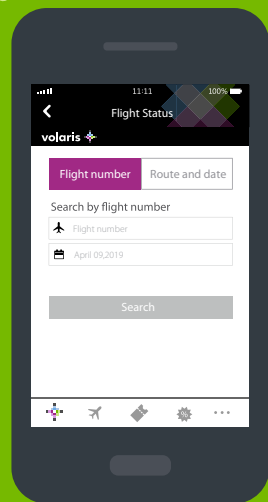 11:11 100%
Flight Status
volaris
Flight number Route and date
Search by flight number
Flight number
April 09,2019
Search